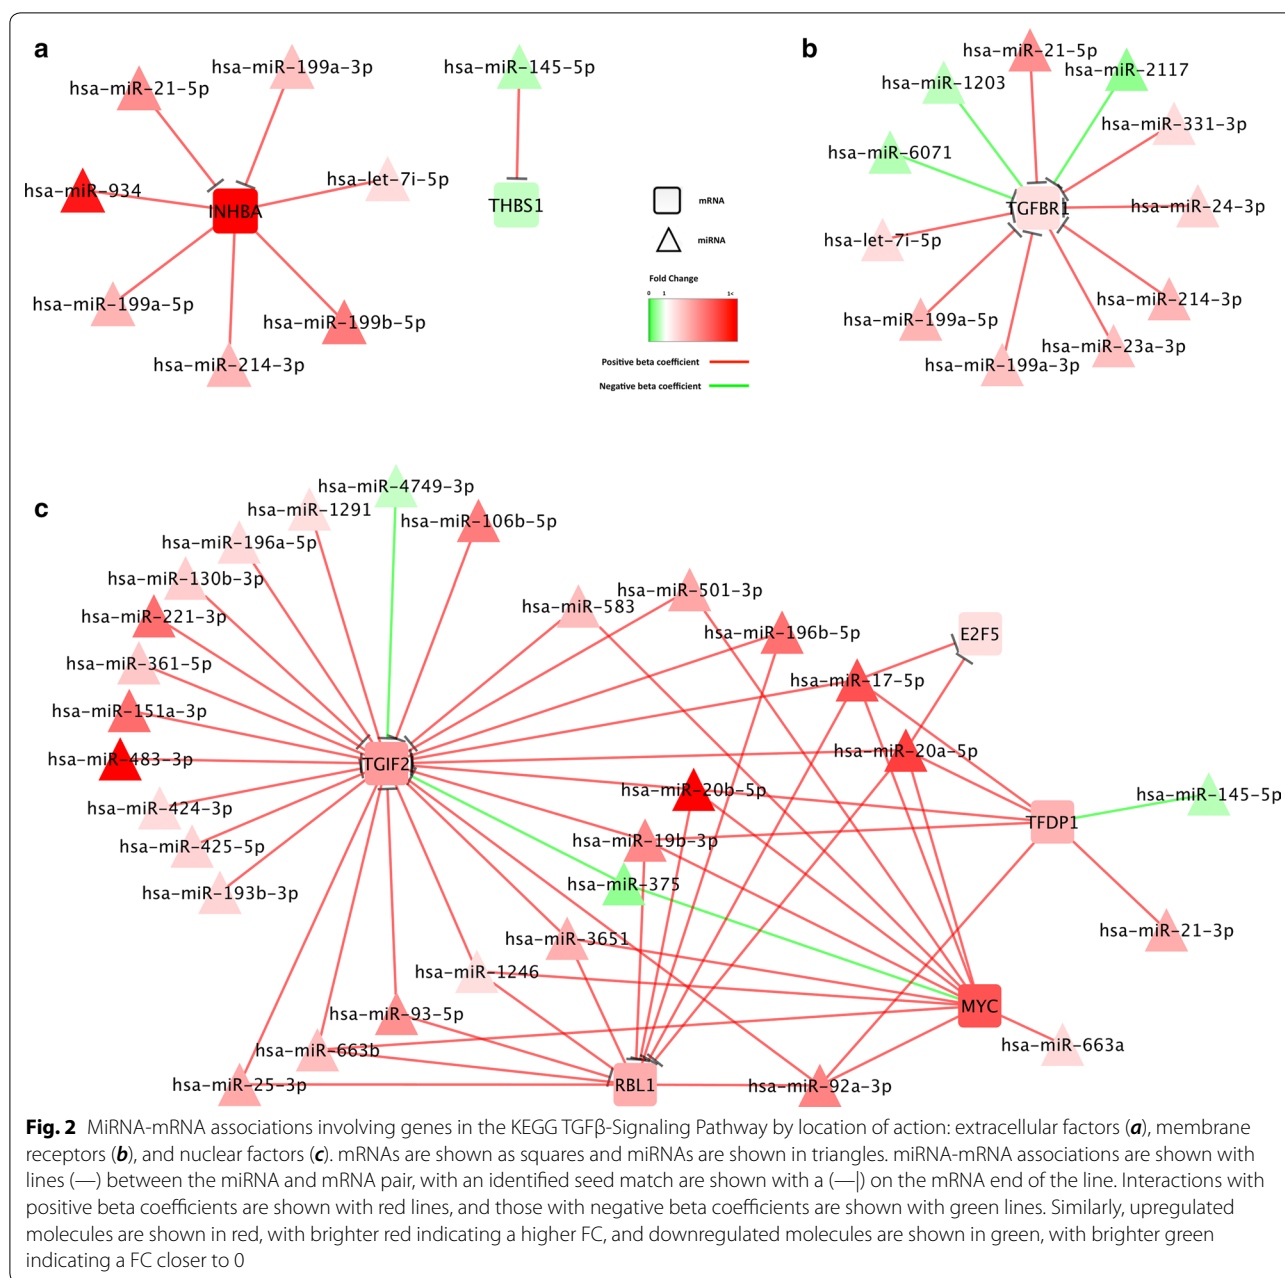 a
hsa-miR-21-5p
hsa-miR-199a-3p
hsa-miR-934
INHBA
hsa-let-7i-5p
hsa-miR-199a-5p
hsa-miR-199b-5p
hsa-miR-214-3p
hsa-miR-145-5p
THBS1
mRNA
miRNA
Fold Change
0 1 1<
Positive beta coefficient
Negative beta coefficient
b
hsa-miR-21-5p
hsa-miR-2117
hsa-miR-1203
hsa-miR-331-3p
hsa-miR-6071
TGFBR1
hsa-miR-24-3p
hsa-let-7i-5p
hsa-miR-214-3p
hsa-miR-199a-5p
hsa-miR-23a-3p
hsa-miR-199a-3p
c
hsa-miR-4749-3p
hsa-miR-1291
hsa-miR-106b-5p
hsa-miR-196a-5p
hsa-miR-130b-3p
hsa-miR-221-3p
hsa-miR-361-5p
hsa-miR-151a-3p
hsa-miR-483-3p
TGIF2
hsa-miR-424-3p
hsa-miR-425-5p
hsa-miR-193b-3p
hsa-miR-583
hsa-miR-501-3p
hsa-miR-196b-5p
E2F5
hsa-miR-17-5p
hsa-miR-20a-5p
hsa-miR-20b-5p
hsa-miR-19b-3p
hsa-miR-375
hsa-miR-145-5p
TFDP1
hsa-miR-21-3p
hsa-miR-3651
hsa-miR-1246
hsa-miR-93-5p
hsa-miR-663b
hsa-miR-25-3p
RBL1
hsa-miR-92a-3p
MYC
hsa-miR-663a
Fig. 2 MiRNA-mRNA associations involving genes in the KEGG TGFβ-Signaling Pathway by location of action: extracellular factors (a), membrane
receptors (b), and nuclear factors (c). mRNAs are shown as squares and miRNAs are shown in triangles. miRNA-mRNA associations are shown with
lines (—) between the miRNA and mRNA pair, with an identified seed match are shown with a (—|) on the mRNA end of the line. Interactions with
positive beta coefficients are shown with red lines, and those with negative beta coefficients are shown with green lines. Similarly, upregulated
molecules are shown in red, with brighter red indicating a higher FC, and downregulated molecules are shown in green, with brighter green
indicating a FC closer to 0